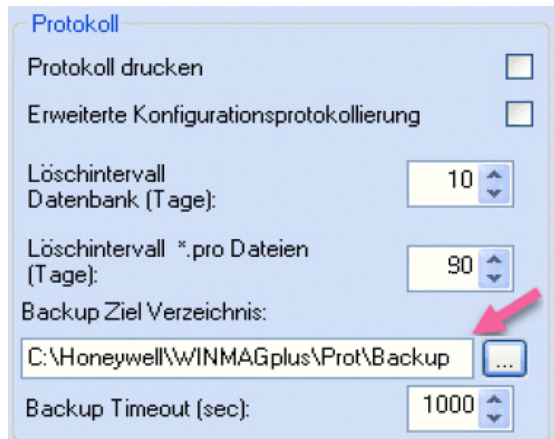 Protokoll
Protokoll drucken
Erweiterte Konfigurationsprotokollierung
Löschintervall
Datenbank (Tage):
10
Löschintervall *.pro Dateien
(Tage):
90
Backup Ziel Verzeichnis:
C:\Honeywell\WINMAGplus\Prot\Backup ...
Backup Timeout (sec): 1000